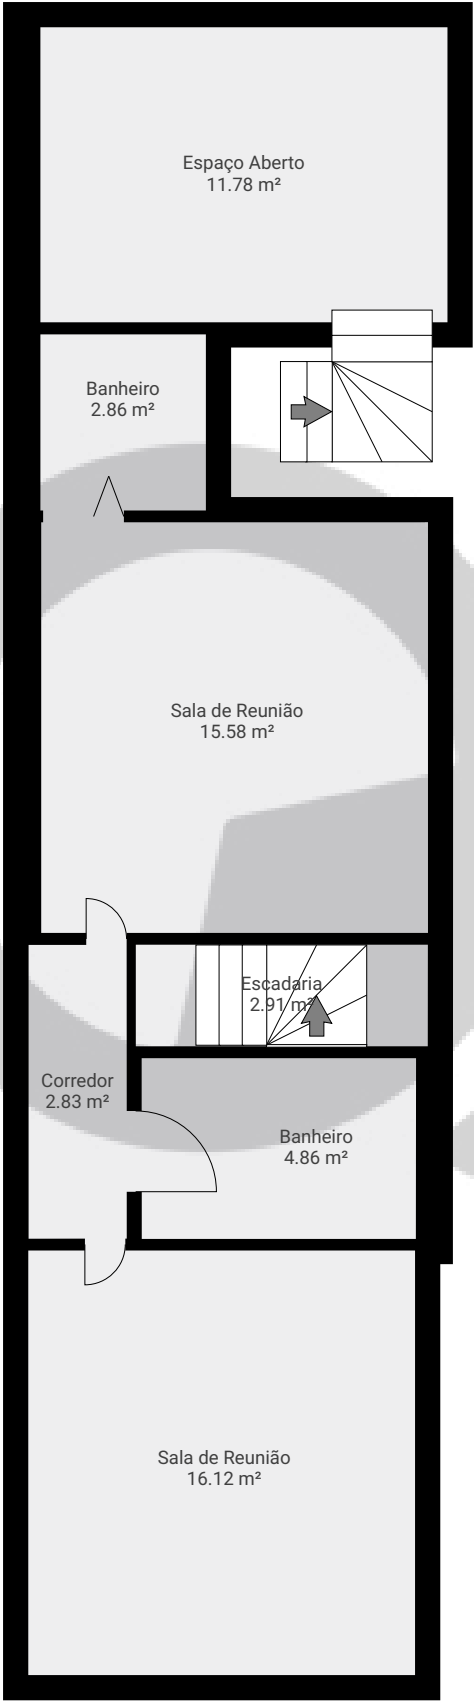 Espaço Aberto
11.78 m²
Banheiro
2.86 m²
Sala de Reunião
15.58 m²
Escadaria
2.91 m²
Corredor
2.83 m²
Banheiro
4.86 m²
Sala de Reunião
16.12 m²